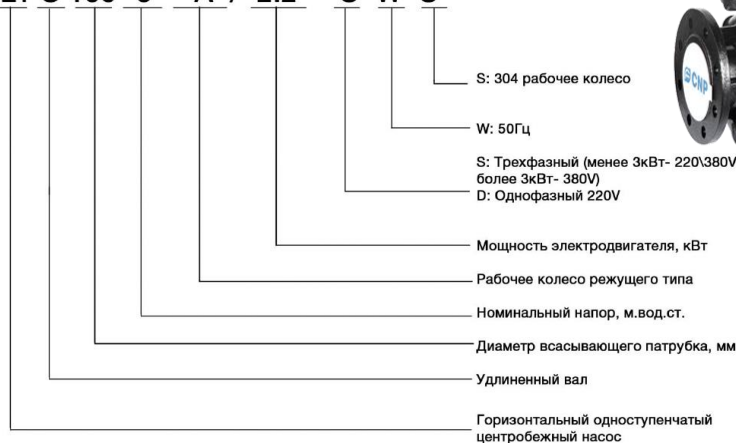 S: 304 рабочее колесо
CNP
W: 50Гц
S: Трехфазный (менее 3кВт- 220\380V
более 3кВт- 380V)
D: Однофазный 220V
Мощность электродвигателя, кВт
Рабочее колесо режущего типа
Номинальный напор, м.вод.ст.
Диаметр всасывающего патрубка, мм
Удлиненный вал
Горизонтальный одноступенчатый
центробежный насос